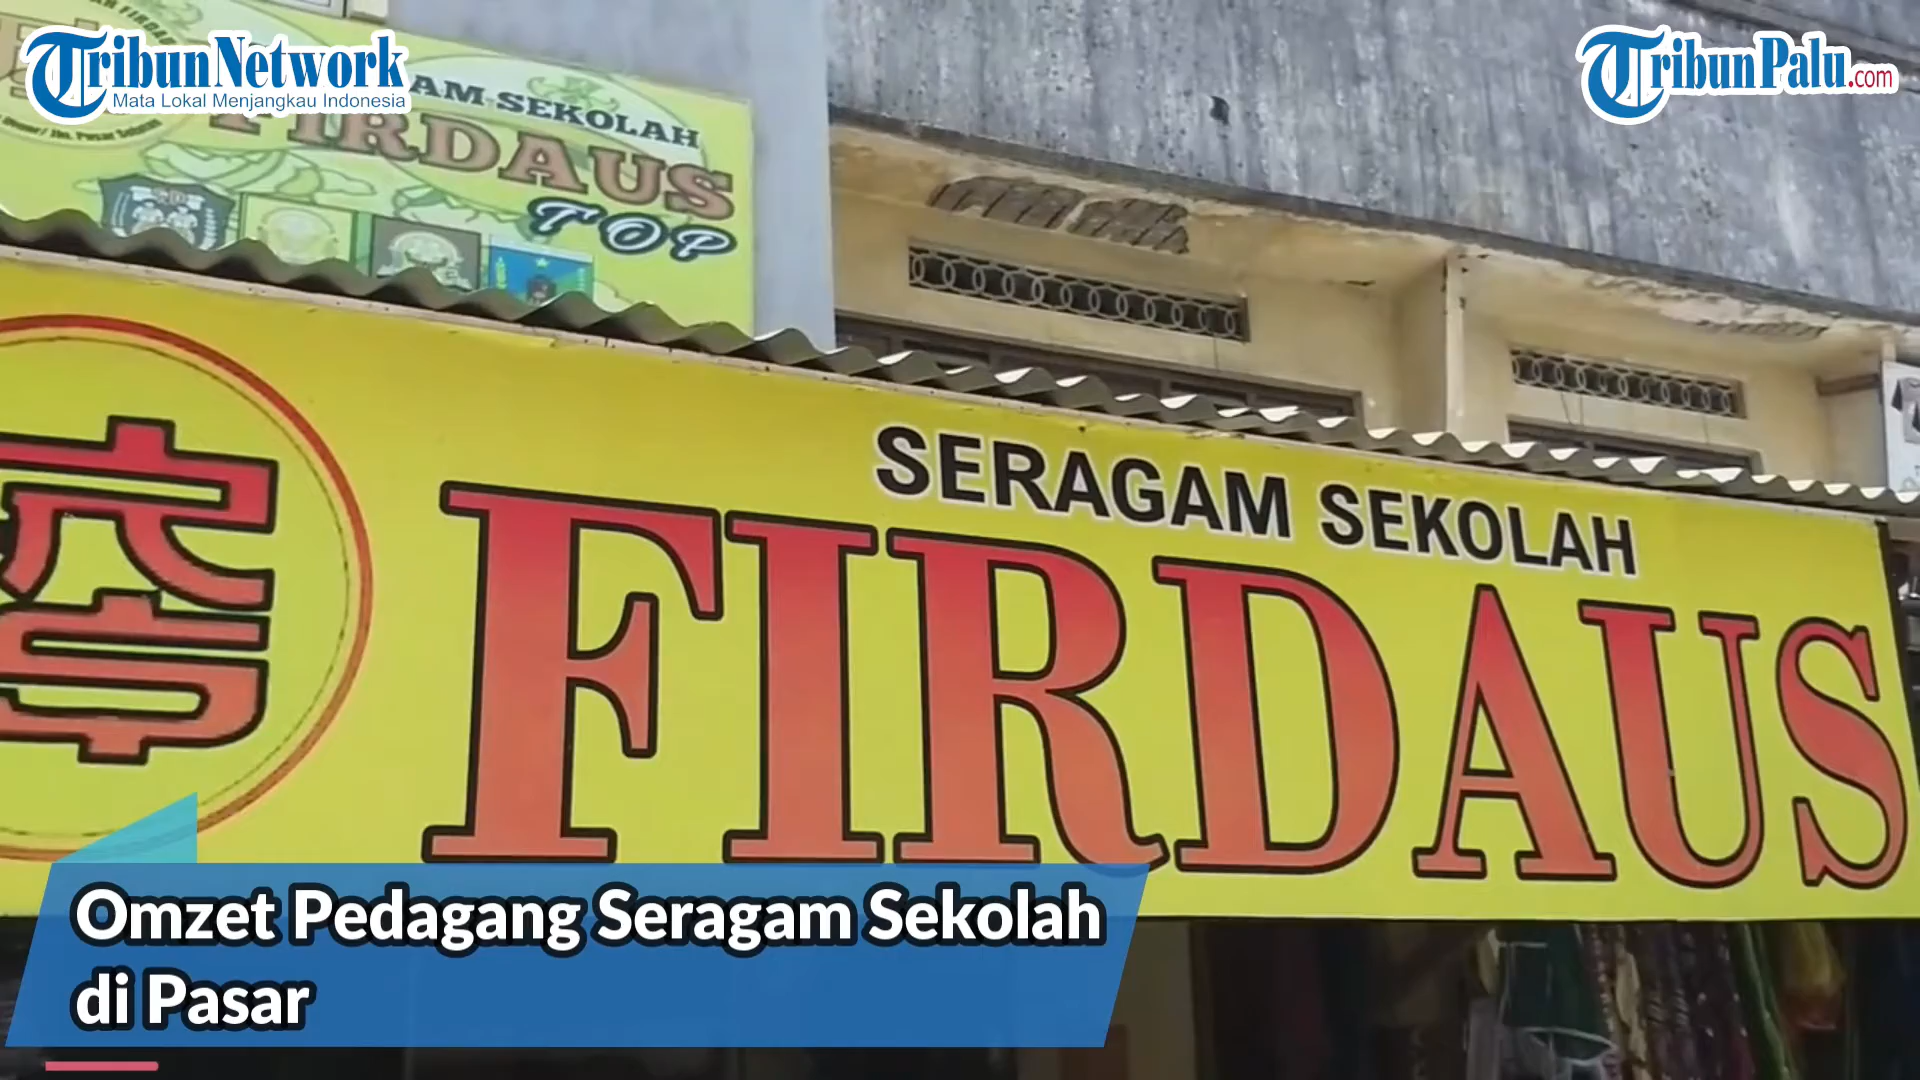 TribunNetwork
Mata Lokal Menjangkau Indonesia
TribunPalu.com
AM SEKOLAH
FIRDAUS
TOP
SERAGAM SEKOLAH
FIRDAUS
Omzet Pedagang Seragam Sekolah
di Pasar